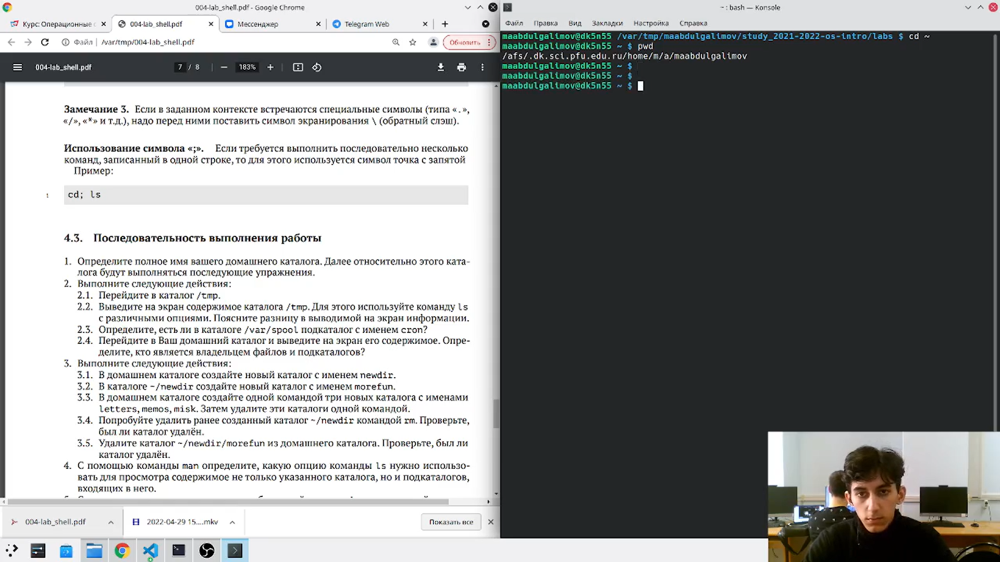 004-lab_shell.pdf - Google Chrome
Курс: Операционные с
004-lab_shell.pdf
Мессенджер
Telegram Web
Файл
/var/tmp/004-lab_shell.pdf
Обновить
004-lab_shell.pdf
7 / 8
183%
Замечание 3. Если в заданном контексте встречаются специальные символы (типа «.»,
«/», «*» и т.д.), надо перед ними поставить символ экранирования \ (обратный слэш).
Использование символа «;». Если требуется выполнить последовательно несколько
команд, записанный в одной строке, то для этого используется символ точка с запятой
Пример:
1 cd; ls
4.3. Последовательность выполнения работы
1. Определите полное имя вашего домашнего каталога. Далее относительно этого ката-
лога будут выполняться последующие упражнения.
2. Выполните следующие действия:
2.1. Перейдите в каталог /tmp.
2.2. Выведите на экран содержимое каталога /tmp. Для этого используйте команду ls
с различными опциями. Поясните разницу в выводимой на экран информации.
2.3. Определите, есть ли в каталоге /var/spool подкаталог с именем cron?
2.4. Перейдите в Ваш домашний каталог и выведите на экран его содержимое. Опре-
делите, кто является владельцем файлов и подкаталогов?
3. Выполните следующие действия:
3.1. В домашнем каталоге создайте новый каталог с именем newdir.
3.2. В каталоге ~/newdir создайте новый каталог с именем morefun.
3.3. В домашнем каталоге создайте одной командой три новых каталога с именами
letters, memos, misk. Затем удалите эти каталоги одной командой.
3.4. Попробуйте удалить ранее созданный каталог ~/newdir командой rm. Проверьте,
был ли каталог удалён.
3.5. Удалите каталог ~/newdir/morefun из домашнего каталога. Проверьте, был ли
каталог удалён.
4. С помощью команды man определите, какую опцию команды ls нужно использо-
вать для просмотра содержимое не только указанного каталога, но и подкаталогов,
входящих в него.
004-lab_shell.pdf
2022-04-29 15....mkv
Показать все
~ : bash — Konsole
Файл Правка Вид Закладки Настройка Справка
maabdulgalimov@dk5n55 /var/tmp/maabdulgalimov/study_2021-2022-os-intro/labs $ cd ~
maabdulgalimov@dk5n55 ~ $ pwd
/afs/.dk.sci.pfu.edu.ru/home/m/a/maabdulgalimov
maabdulgalimov@dk5n55 ~ $
maabdulgalimov@dk5n55 ~ $
maabdulgalimov@dk5n55 ~ $